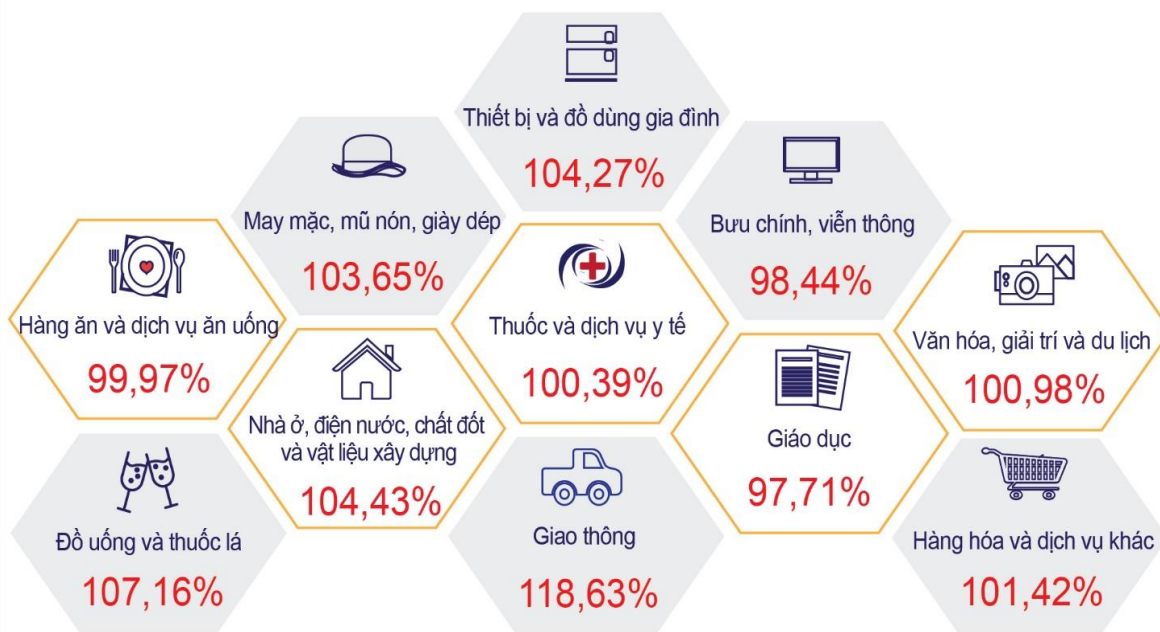 Thiết bị và đồ dùng gia đình
104,27%
May mặc, mũ nón, giày dép
103,65%
Bưu chính, viễn thông
98,44%
Hàng ăn và dịch vụ ăn uống
99,97%
Thuốc và dịch vụ y tế
100,39%
Văn hóa, giải trí và du lịch
100,98%
Nhà ở, điện nước, chất đốt
và vật liệu xây dựng
104,43%
Giáo dục
97,71%
Đồ uống và thuốc lá
107,16%
Giao thông
118,63%
Hàng hóa và dịch vụ khác
101,42%